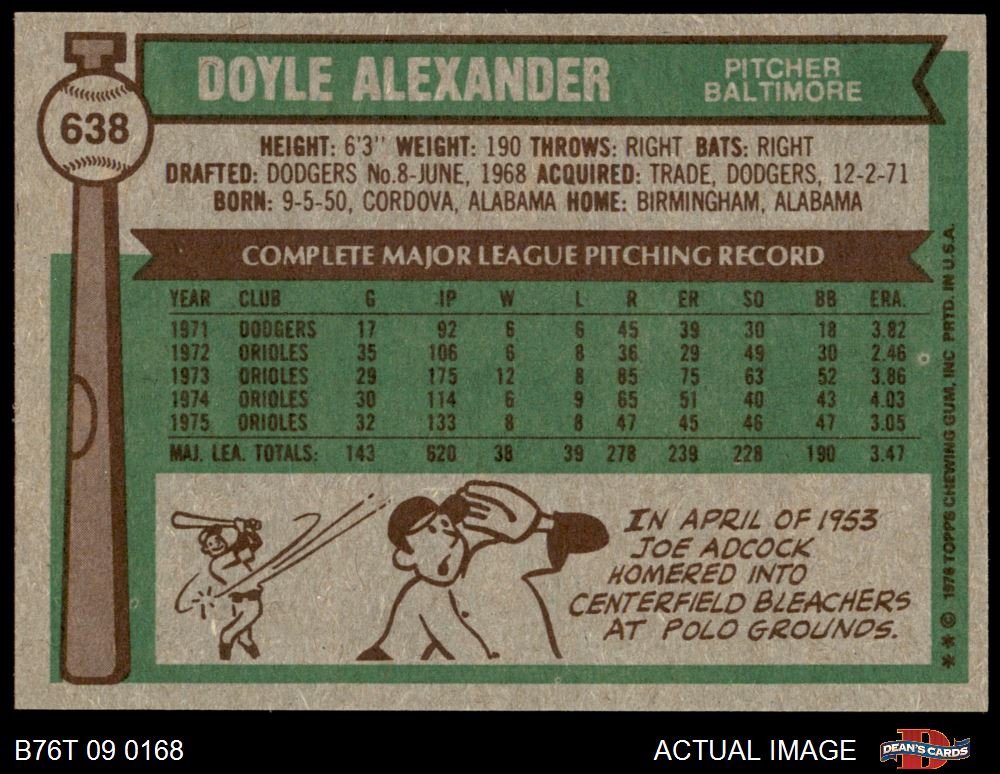 DOYLE ALEXANDER
PITCHER
BALTIMORE
638
HEIGHT: 6'3" WEIGHT: 190 THROWS: RIGHT BATS: RIGHT
DRAFTED: DODGERS No.8-JUNE, 1968 ACQUIRED: TRADE, DODGERS, 12-2-71
BORN: 9-5-50, CORDOVA, ALABAMA HOME: BIRMINGHAM, ALABAMA
COMPLETE MAJOR LEAGUE PITCHING RECORD
YEAR CLUB G IP W L R ER SO BB ERA.
1971 DODGERS 17 92 6 6 45 39 30 18 3.82
1972 ORIOLES 35 106 6 8 36 29 49 30 2.46
1973 ORIOLES 29 175 12 8 85 75 63 52 3.86
1974 ORIOLES 30 114 6 9 65 51 40 43 4.03
1975 ORIOLES 32 133 8 8 47 45 46 47 3.05
MAJ. LEA. TOTALS: 143 620 38 39 278 239 228 190 3.47
IN APRIL OF 1953
JOE ADCOCK
HOMERED INTO
CENTERFIELD BLEACHERS
AT POLO GROUNDS.
** © 1976 TOPPS CHEWING GUM, INC PRTD. IN U.S.A.
B76T 09 0168
ACTUAL IMAGE
DEAN'S CARDS